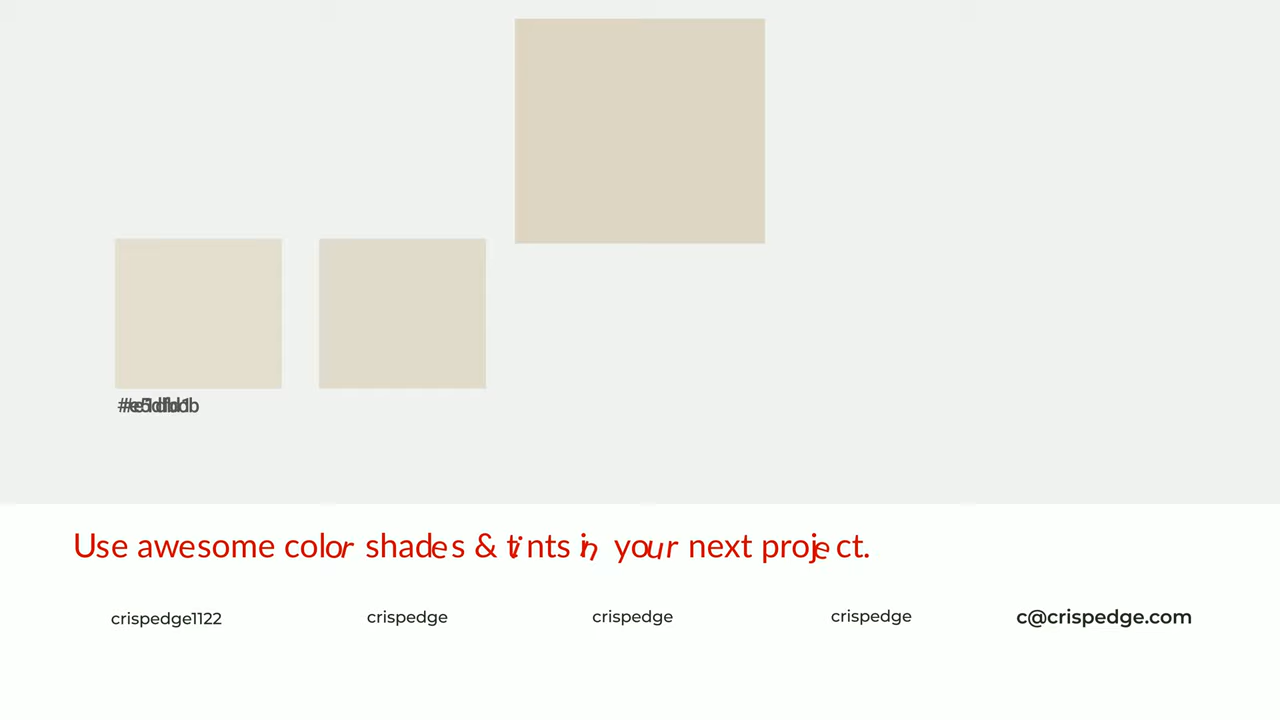 Use awesome color shades & tints in your next project.
crispedge1122 crispedge crispedge crispedge c@crispedge.com